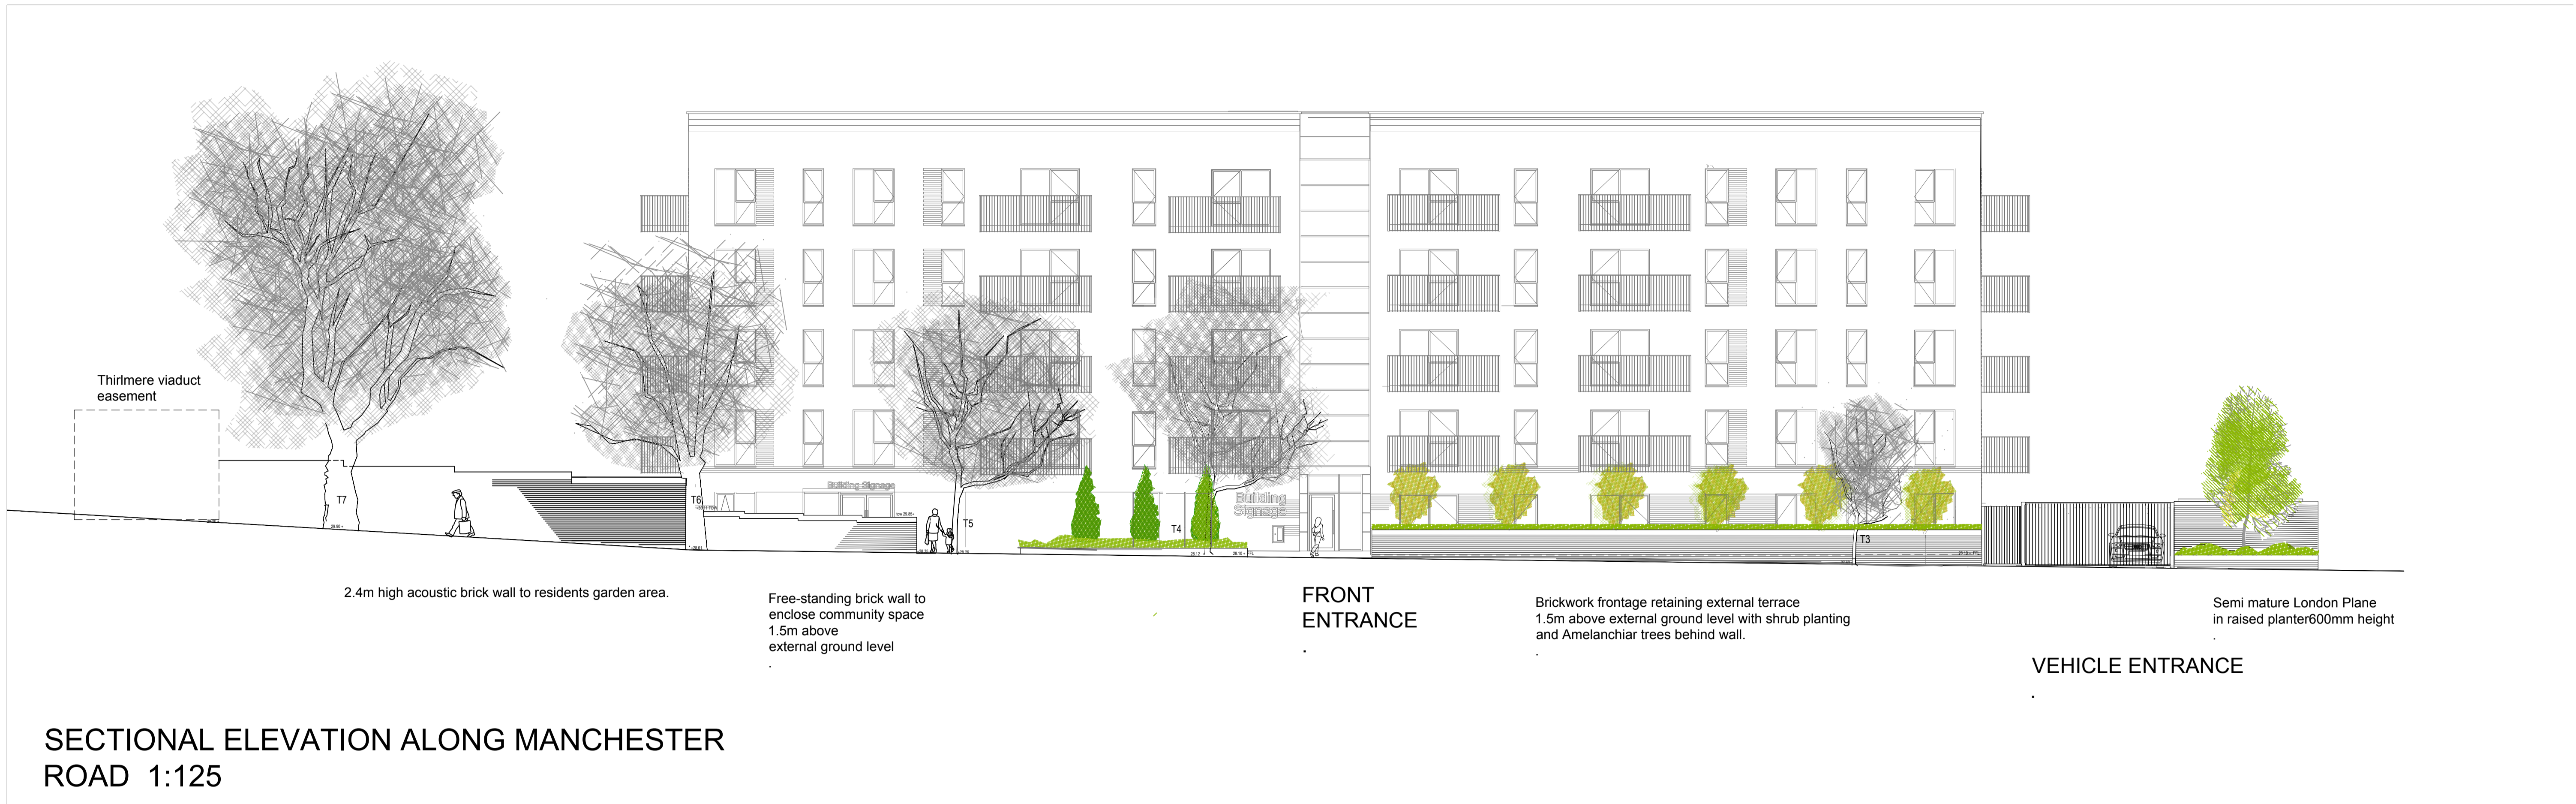 Thirlmere viaduct
easement
T7
T6
Building Signage
T5
T4
Building
Signage
T3
2.4m high acoustic brick wall to residents garden area.
Free-standing brick wall to
enclose community space
1.5m above
external ground level
.
FRONT
ENTRANCE
.
Brickwork frontage retaining external terrace
1.5m above external ground level with shrub planting
and Amelanchiar trees behind wall.
.
Semi mature London Plane
in raised planter600mm height
.
VEHICLE ENTRANCE
.
SECTIONAL ELEVATION ALONG MANCHESTER
ROAD 1:125